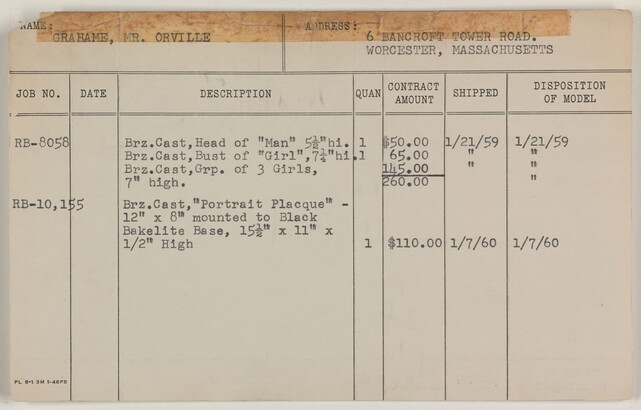 NAME: ADDRESS:
GRAHAME, MR. ORVILLE 6 BANCROFT TOWER ROAD.
WORCESTER, MASSACHUSETTS
JOB NO. DATE DESCRIPTION QUAN CONTRACT AMOUNT SHIPPED DISPOSITION OF MODEL
RB-8058 Brz.Cast,Head of "Man" 5½"hi. 1 $50.00 1/21/59 1/21/59
Brz.Cast,Bust of "Girl",7¼"hi.1 65.00 " "
Brz.Cast,Grp. of 3 Girls, 145.00 " "
7" high. 260.00 "
RB-10,155 Brz.Cast,"Portrait Placque" -
12" x 8" mounted to Black
Bakelite Base, 15½" x 11" x
1/2" High 1 $110.00 1/7/60 1/7/60